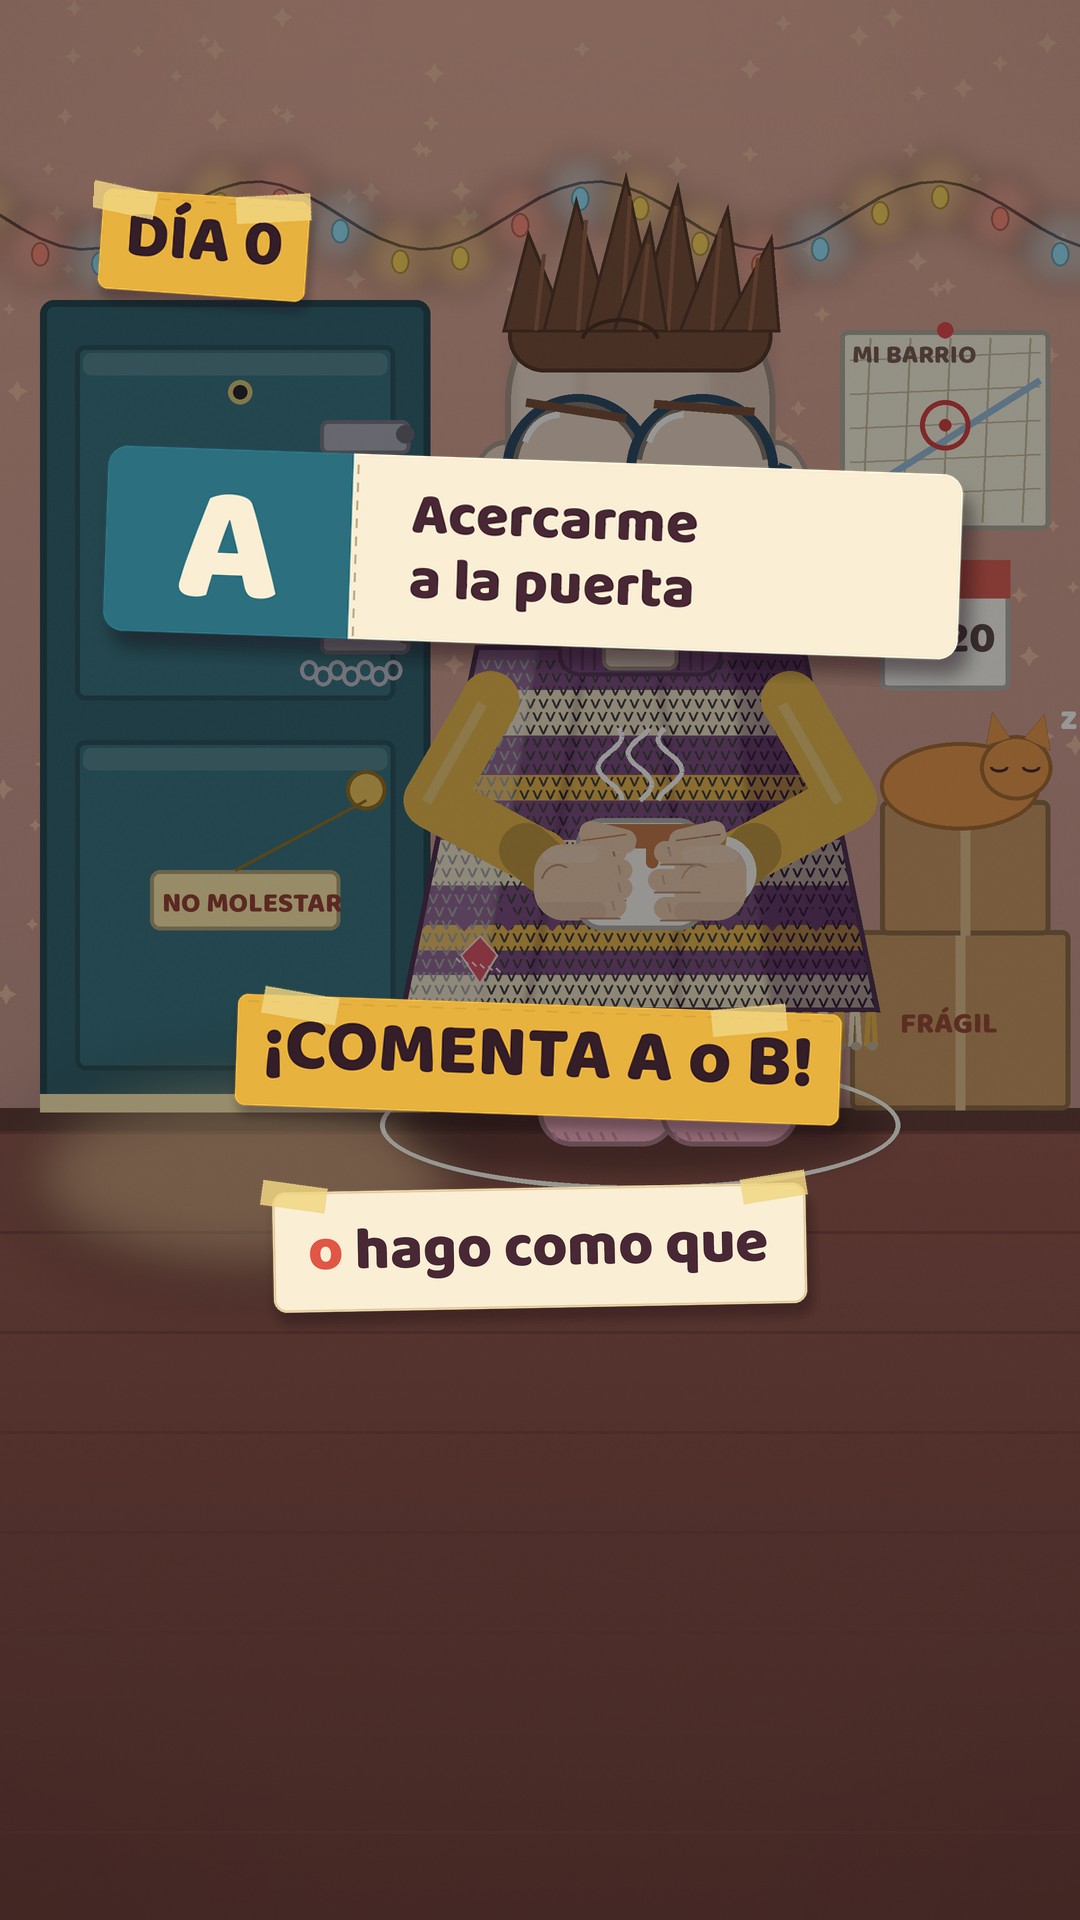 DÍA 0
MI BARRIO
A
Acercarme
a la puerta
20
z
NO MOLESTAR
FRÁGIL
¡COMENTA A o B!
o hago como que